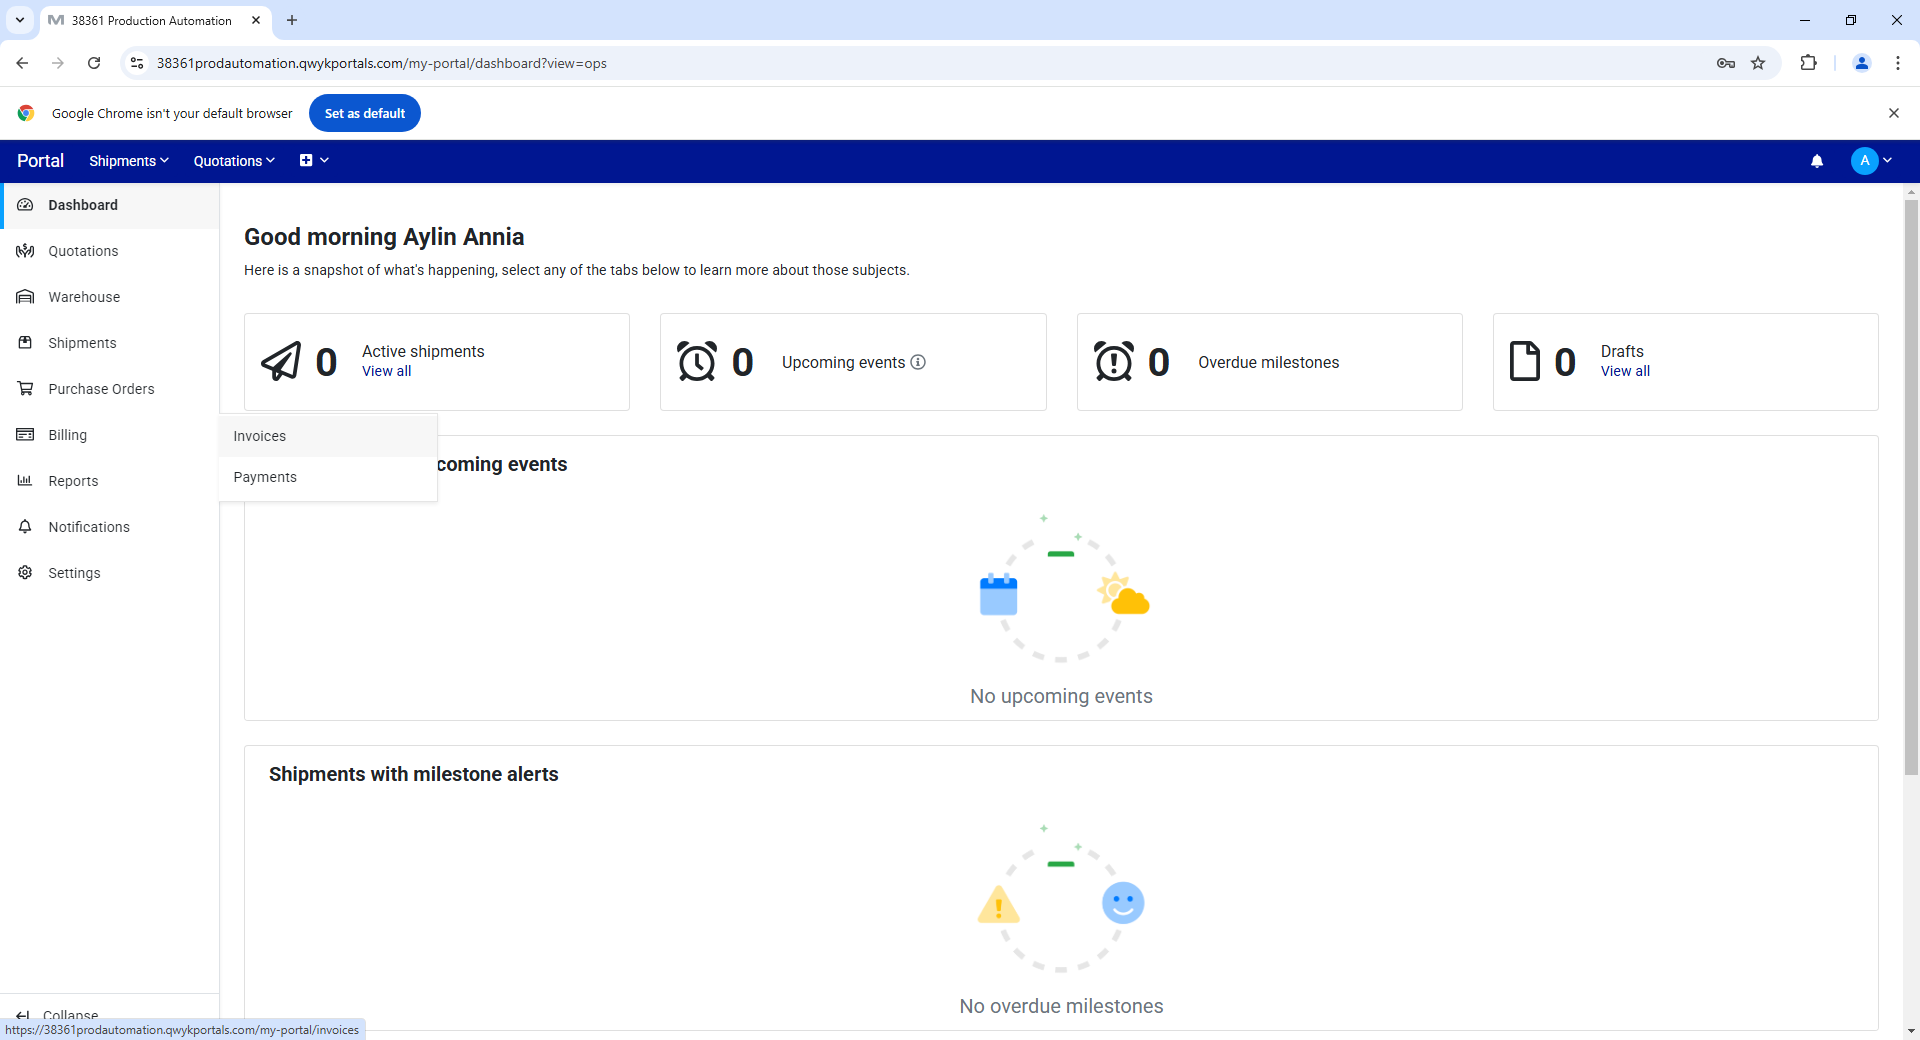 38361 Production Automation
38361prodautomation.qwykportals.com/my-portal/dashboard?view=ops
Google Chrome isn't your default browser
Set as default
Portal
Shipments
Quotations
A
Dashboard
Quotations
Warehouse
Shipments
Purchase Orders
Billing
Reports
Notifications
Settings
Collapse
Invoices
Payments
Good morning Aylin Annia
Here is a snapshot of what's happening, select any of the tabs below to learn more about those subjects.
0
Active shipments
View all
0
Upcoming events
0
Overdue milestones
0
Drafts
View all
coming events
No upcoming events
Shipments with milestone alerts
No overdue milestones
https://38361prodautomation.qwykportals.com/my-portal/invoices